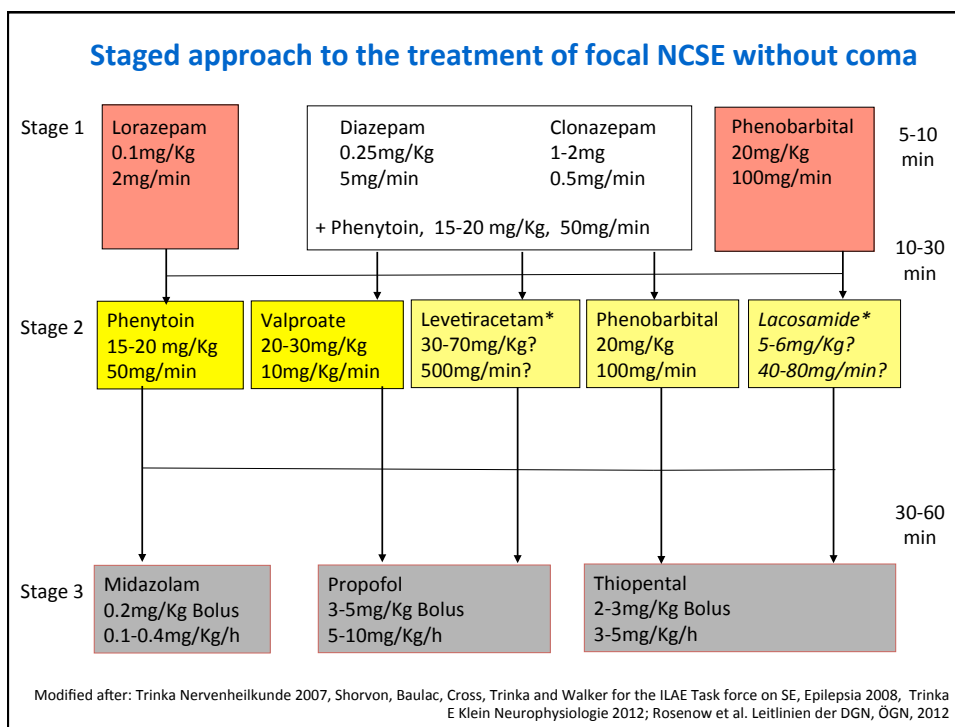 Staged approach to the treatment of focal NCSE without coma
Stage 1
Lorazepam
0.1mg/Kg
2mg/min
Diazepam
0.25mg/Kg
5mg/min
Clonazepam
1-2mg
0.5mg/min
+ Phenytoin, 15-20 mg/Kg, 50mg/min
Phenobarbital
20mg/Kg
100mg/min
5-10
min
10-30
min
Stage 2
Phenytoin
15-20 mg/Kg
50mg/min
Valproate
20-30mg/Kg
10mg/Kg/min
Levetiracetam*
30-70mg/Kg?
500mg/min?
Phenobarbital
20mg/Kg
100mg/min
Lacosamide*
5-6mg/Kg?
40-80mg/min?
30-60
min
Stage 3
Midazolam
0.2mg/Kg Bolus
0.1-0.4mg/Kg/h
Propofol
3-5mg/Kg Bolus
5-10mg/Kg/h
Thiopental
2-3mg/Kg Bolus
3-5mg/Kg/h
Modified after: Trinka Nervenheilkunde 2007, Shorvon, Baulac, Cross, Trinka and Walker for the ILAE Task force on SE, Epilepsia 2008, Trinka
E Klein Neurophysiologie 2012; Rosenow et al. Leitlinien der DGN, ÖGN, 2012